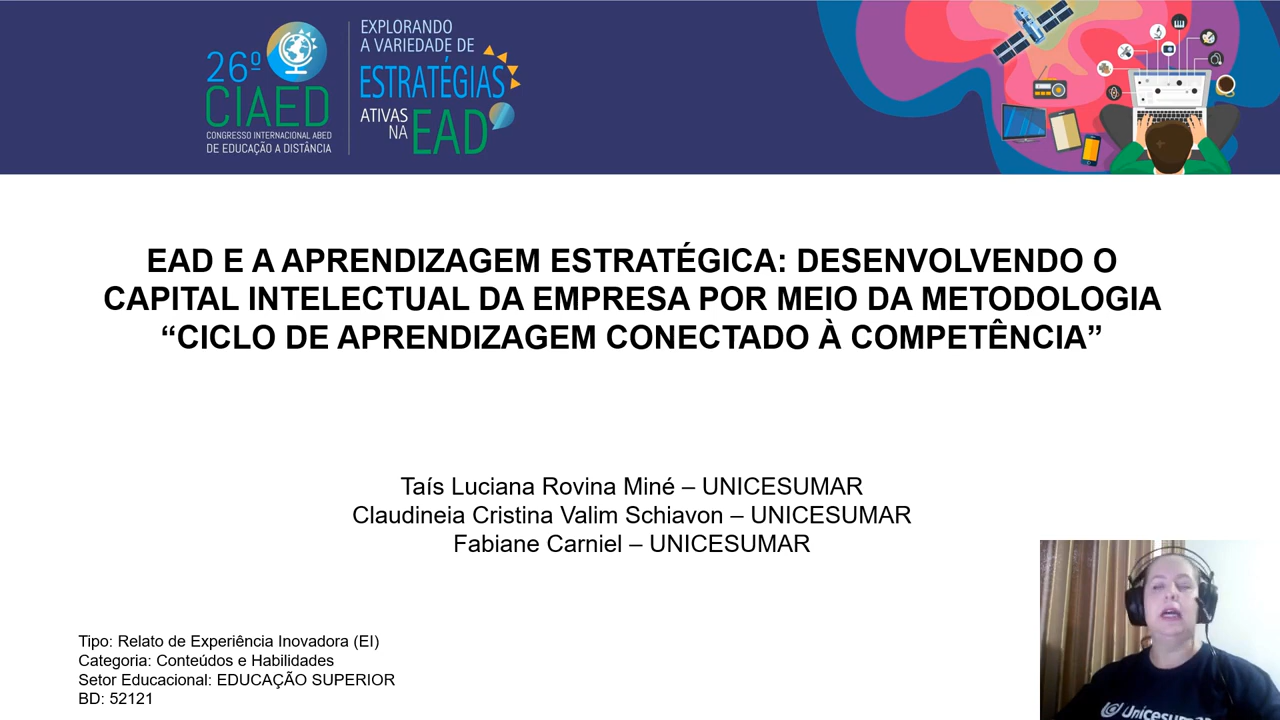 26º
CIAED
CONGRESSO INTERNACIONAL ABED
DE EDUCAÇÃO A DISTÂNCIA
EXPLORANDO
A VARIEDADE DE
ESTRATÉGIAS
ATIVAS
NA EAD
EAD E A APRENDIZAGEM ESTRATÉGICA: DESENVOLVENDO O
CAPITAL INTELECTUAL DA EMPRESA POR MEIO DA METODOLOGIA
“CICLO DE APRENDIZAGEM CONECTADO À COMPETÊNCIA”
Taís Luciana Rovina Miné – UNICESUMAR
Claudineia Cristina Valim Schiavon – UNICESUMAR
Fabiane Carniel – UNICESUMAR
Tipo: Relato de Experiência Inovadora (EI)
Categoria: Conteúdos e Habilidades
Setor Educacional: EDUCAÇÃO SUPERIOR
BD: 52121